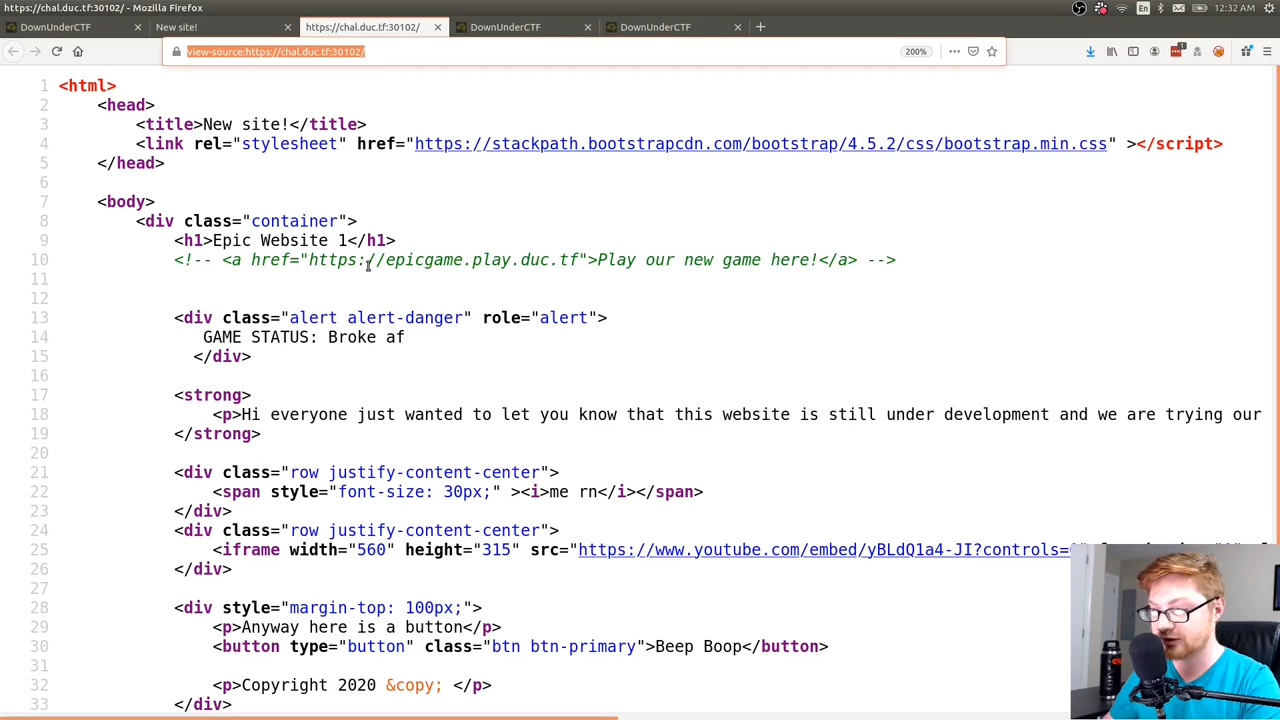 https://chal.duc.tf:30102/ - Mozilla Firefox
En
12:32 AM
DownUnderCTF
New site!
https://chal.duc.tf:30102/
DownUnderCTF
DownUnderCTF
view-source:https://chal.duc.tf:30102/
200%
1 <html>
2 <head>
3 <title>New site!</title>
4 <link rel="stylesheet" href="https://stackpath.bootstrapcdn.com/bootstrap/4.5.2/css/bootstrap.min.css" ></script>
5 </head>
6
7 <body>
8 <div class="container">
9 <h1>Epic Website 1</h1>
10 <!-- <a href="https://epicgame.play.duc.tf">Play our new game here!</a> -->
11
12
13 <div class="alert alert-danger" role="alert">
14 GAME STATUS: Broke af
15 </div>
16
17 <strong>
18 <p>Hi everyone just wanted to let you know that this website is still under development and we are trying our
19 </strong>
20
21 <div class="row justify-content-center">
22 <span style="font-size: 30px;" ><i>me rn</i></span>
23 </div>
24 <div class="row justify-content-center">
25 <iframe width="560" height="315" src="https://www.youtube.com/embed/yBLdQ1a4-JI?controls=
26 </div>
27
28 <div style="margin-top: 100px;">
29 <p>Anyway here is a button</p>
30 <button type="button" class="btn btn-primary">Beep Boop</button>
31
32 <p>Copyright 2020 &copy; </p>
33 </div>